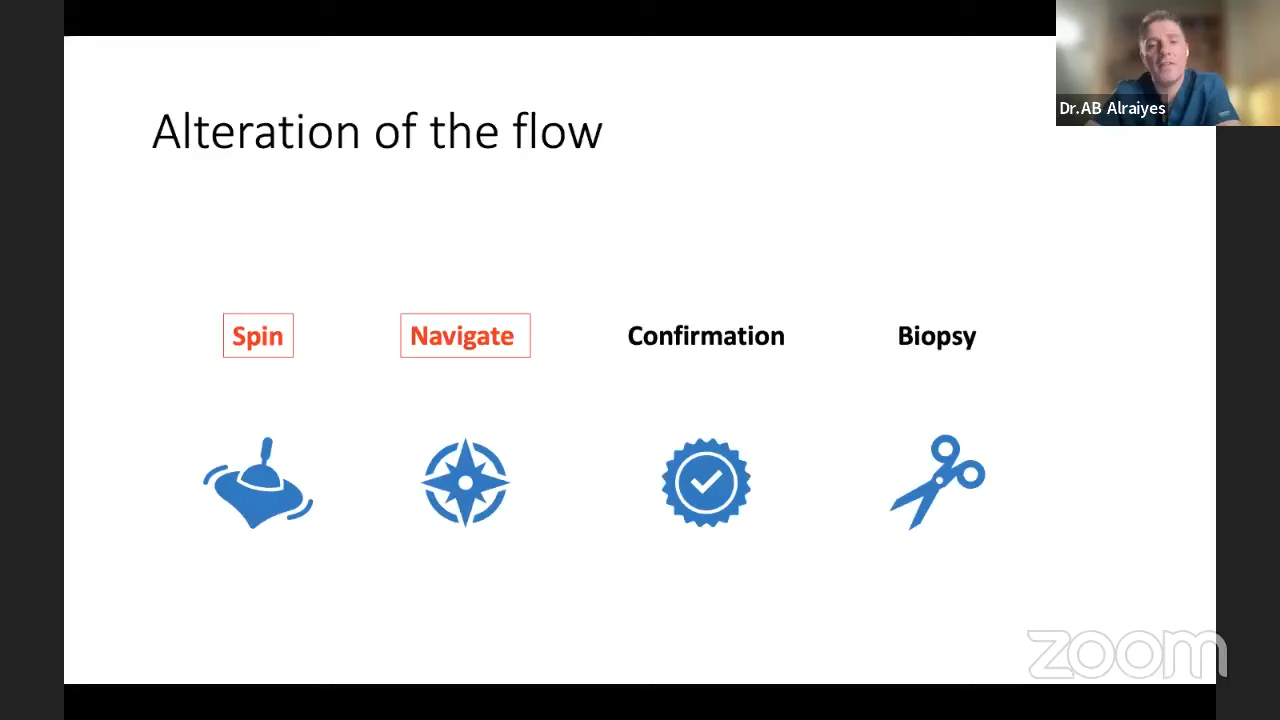 Dr.AB Alraiyes
Alteration of the flow
Spin Navigate Confirmation Biopsy
zoom